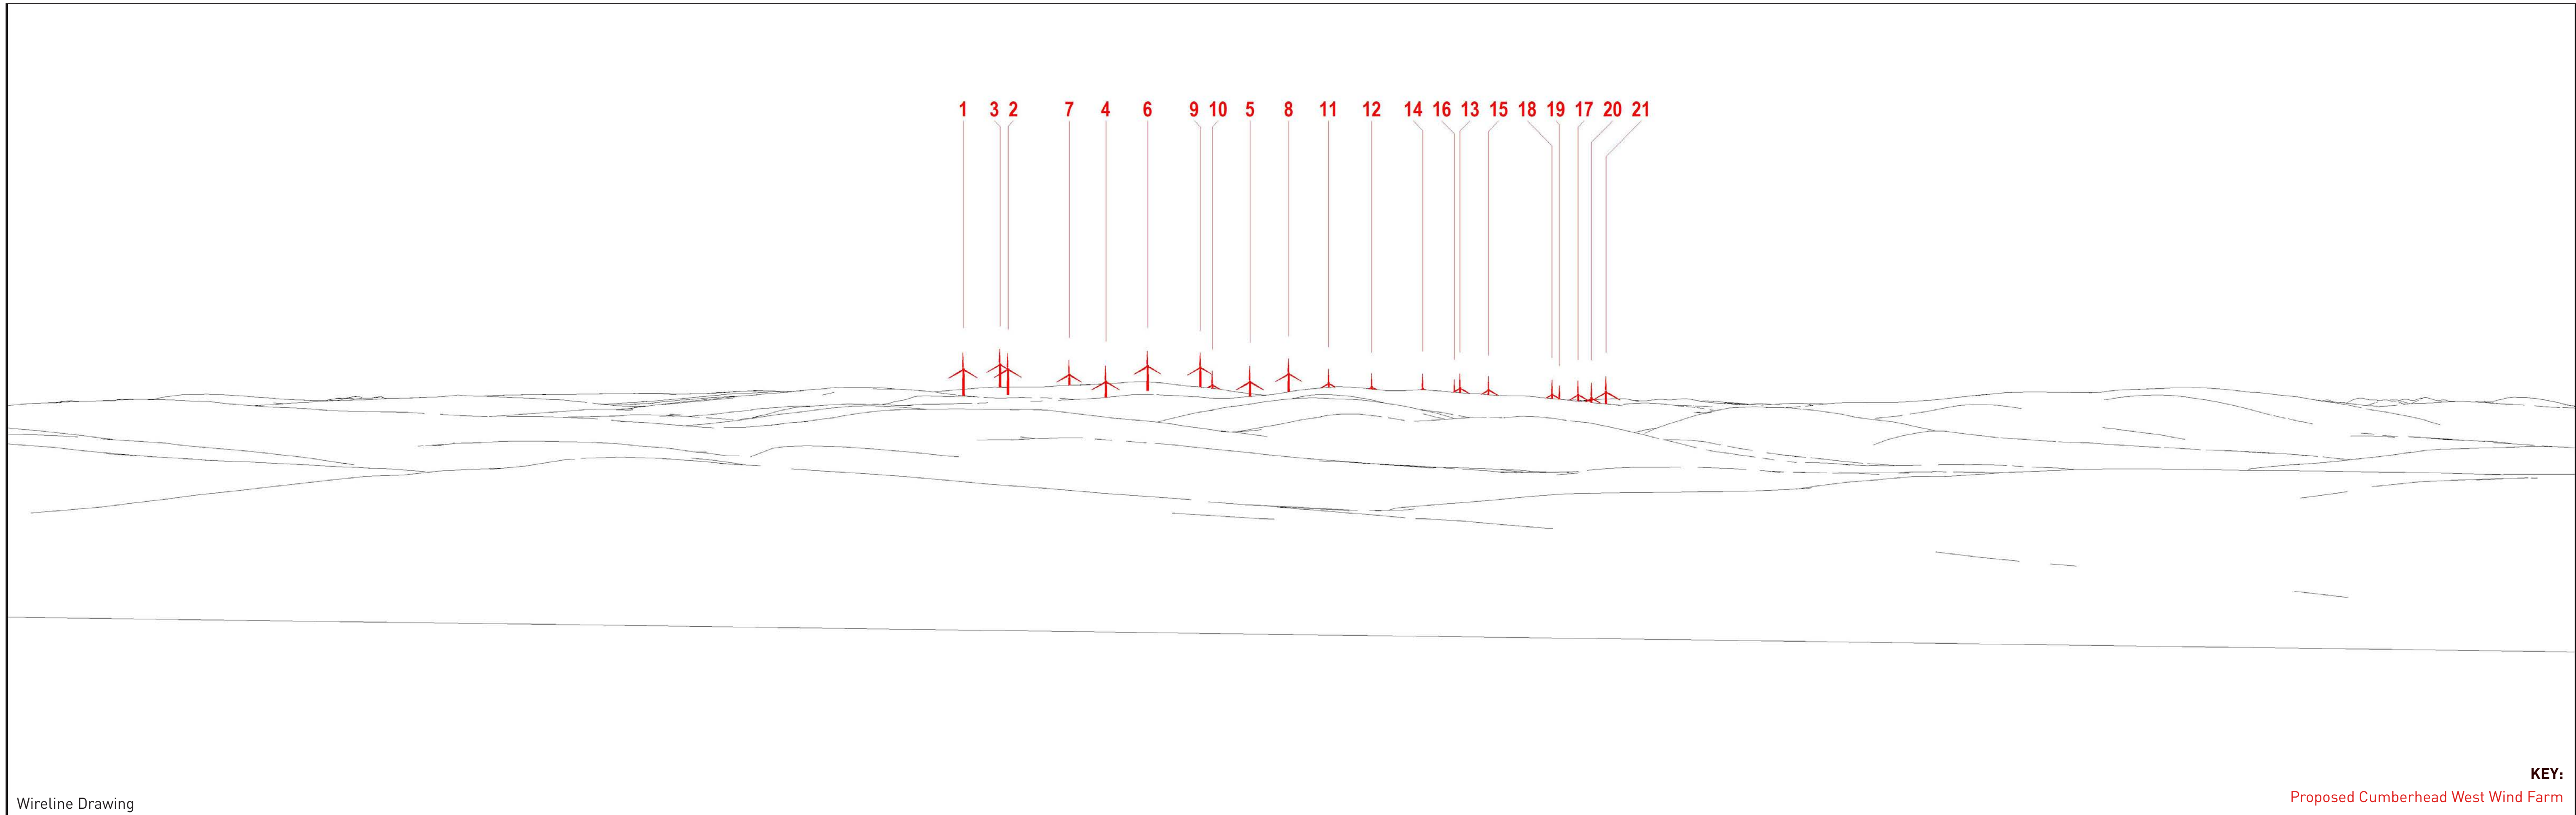 1 3 2 7 4 6 9 10 5 8 11 12 14 16 13 15 18 19 17 20 21
KEY:
Proposed Cumberhead West Wind Farm
Wireline Drawing